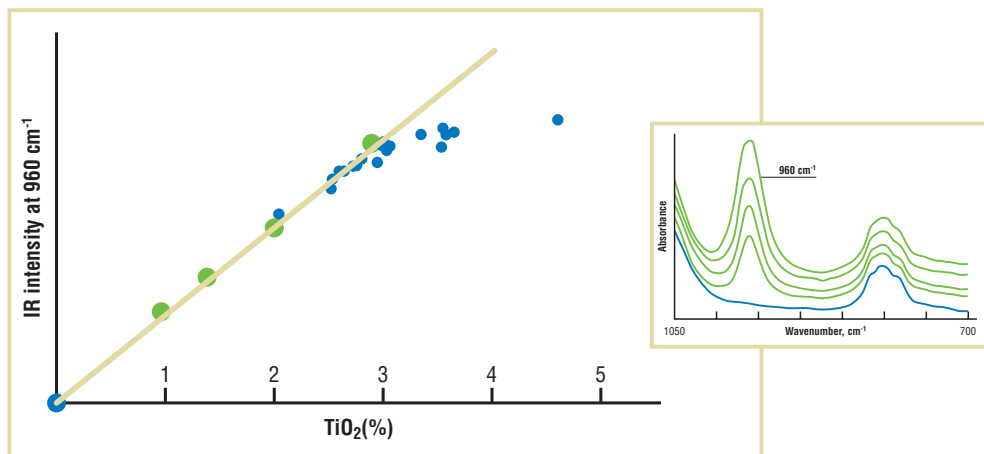 IR intensity at 960 cm⁻¹
1 2 3 4 5
TiO₂(%)
Absorbance
960 cm⁻¹
1050 700
Wavenumber, cm⁻¹